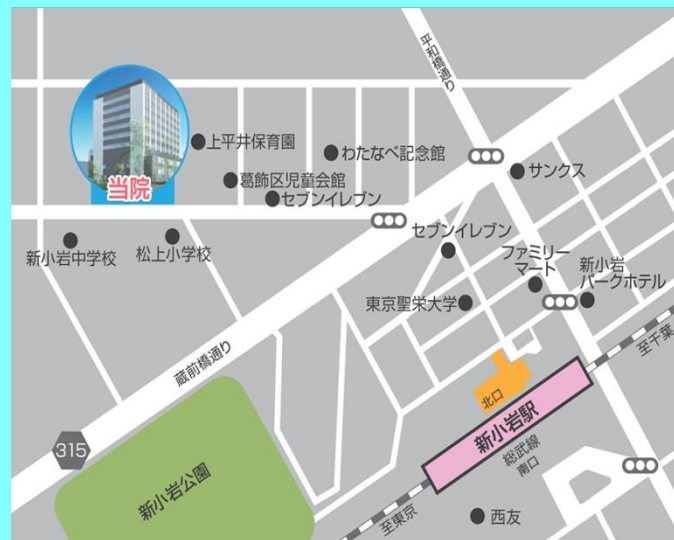 平和橋通り
上平井保育園
わたなべ記念館
サンクス
葛飾区児童会館
当院
セブンイレブン
新小岩中学校
松上小学校
セブンイレブン
ファミリー
マート
新小岩
パークホテル
東京聖栄大学
至千葉
蔵前橋通り
北口
新小岩駅
総武線
南口
315
新小岩公園
至東京
西友